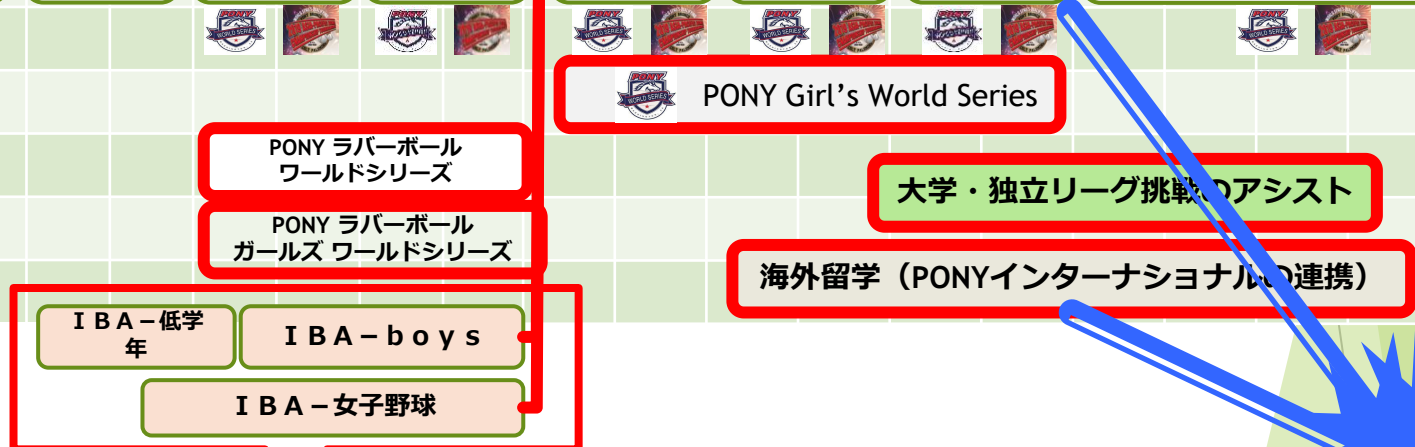 PONY Girl’s World Series
PONY ラバーボール
ワールドシリーズ
大学・独立リーグ挑戦のアシスト
PONY ラバーボール
ガールズ ワールドシリーズ
海外留学（PONYインターナショナルの連携）
ＩＢＡ－低学
年
ＩＢＡ－ｂｏｙｓ
ＩＢＡ－女子野球